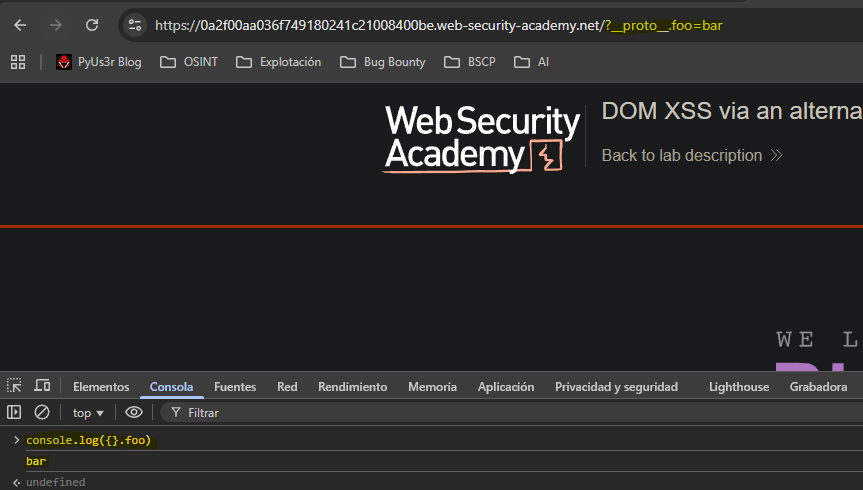 https://0a2f00aa036f749180241c21008400be.web-security-academy.net/?__proto__.foo=bar
PyUs3r Blog OSINT Explotación Bug Bounty BSCP AI
Web Security
Academy
DOM XSS via an alterna
Back to lab description
WE L
Elementos Consola Fuentes Red Rendimiento Memoria Aplicación Privacidad y seguridad Lighthouse Grabadora
top Filtrar
console.log({}.foo)
bar
undefined